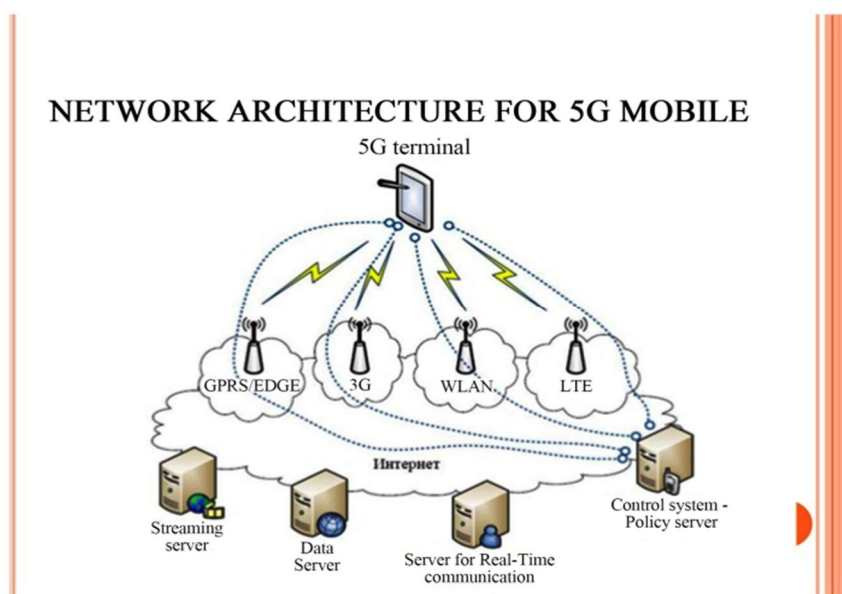 NETWORK ARCHITECTURE FOR 5G MOBILE
5G terminal
GPRS/EDGE
3G
WLAN
LTE
Интернет
Streaming
server
Data
Server
Server for Real-Time
communication
Control system -
Policy server